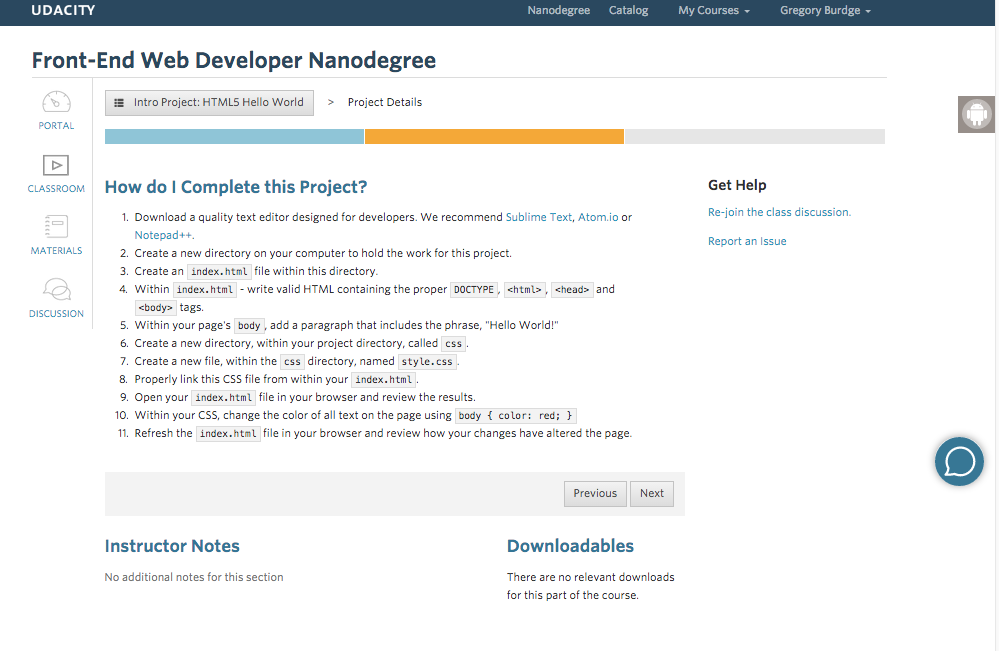 UDACITY
Nanodegree Catalog My Courses Gregory Burdge
Front-End Web Developer Nanodegree
PORTAL
CLASSROOM
MATERIALS
DISCUSSION
Intro Project: HTML5 Hello World > Project Details
How do I Complete this Project?
1. Download a quality text editor designed for developers. We recommend Sublime Text, Atom.io or
Notepad++.
2. Create a new directory on your computer to hold the work for this project.
3. Create an index.html file within this directory.
4. Within index.html - write valid HTML containing the proper DOCTYPE, <html>, <head> and
<body> tags.
5. Within your page's body, add a paragraph that includes the phrase, "Hello World!"
6. Create a new directory, within your project directory, called css.
7. Create a new file, within the css directory, named style.css.
8. Properly link this CSS file from within your index.html.
9. Open your index.html file in your browser and review the results.
10. Within your CSS, change the color of all text on the page using body { color: red; }
11. Refresh the index.html file in your browser and review how your changes have altered the page.
Previous Next
Get Help
Re-join the class discussion.
Report an Issue
Instructor Notes
No additional notes for this section
Downloadables
There are no relevant downloads
for this part of the course.